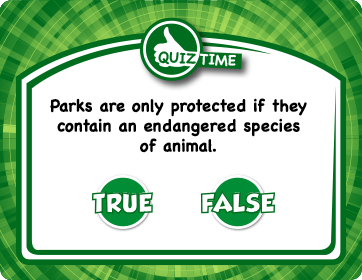 QUIZ TIME
Parks are only protected if they
contain an endangered species
of animal.
TRUE FALSE